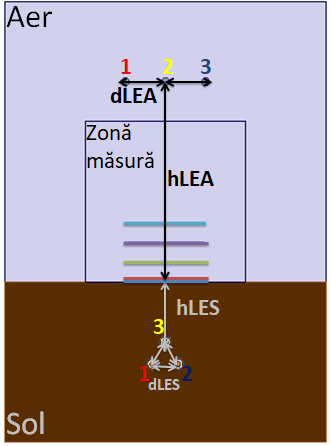 Aer
1 2 3
dLEA
Zonă
măsură
hLEA
hLES
3
1 2
dLES
Sol